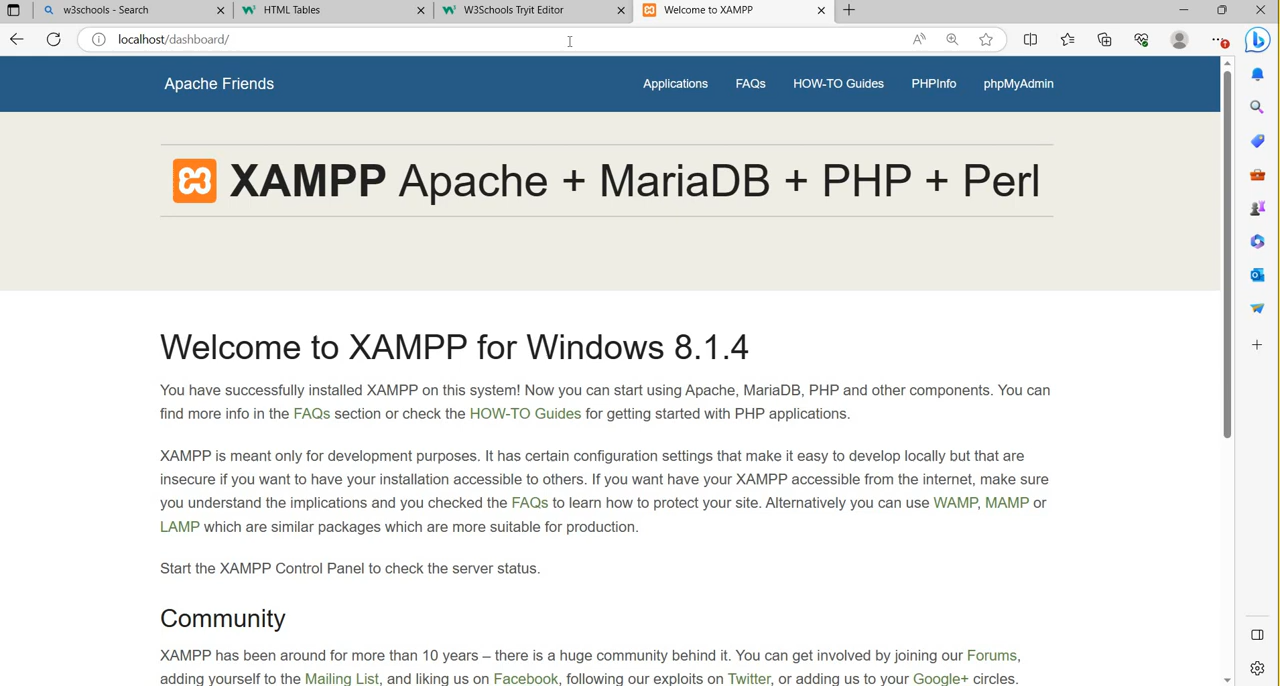 w3schools - Search
HTML Tables
W3Schools Tryit Editor
Welcome to XAMPP
localhost/dashboard/
Apache Friends
Applications
FAQs
HOW-TO Guides
PHPInfo
phpMyAdmin
XAMPP Apache + MariaDB + PHP + Perl
Welcome to XAMPP for Windows 8.1.4
You have successfully installed XAMPP on this system! Now you can start using Apache, MariaDB, PHP and other components. You can
find more info in the FAQs section or check the HOW-TO Guides for getting started with PHP applications.
XAMPP is meant only for development purposes. It has certain configuration settings that make it easy to develop locally but that are
insecure if you want to have your installation accessible to others. If you want have your XAMPP accessible from the internet, make sure
you understand the implications and you checked the FAQs to learn how to protect your site. Alternatively you can use WAMP, MAMP or
LAMP which are similar packages which are more suitable for production.
Start the XAMPP Control Panel to check the server status.
Community
XAMPP has been around for more than 10 years – there is a huge community behind it. You can get involved by joining our Forums,
adding yourself to the Mailing List, and liking us on Facebook, following our exploits on Twitter, or adding us to your Google+ circles.